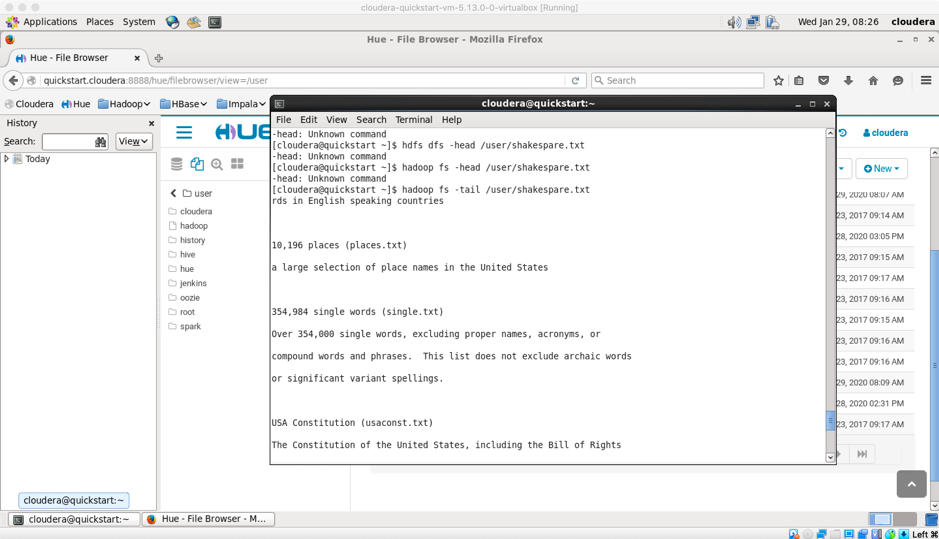 cloudera-quickstart-vm-5.13.0-0-virtualbox [Running]
Applications Places System
Wed Jan 29, 08:26 cloudera
Hue - File Browser - Mozilla Firefox
Hue - File Browser
quickstart.cloudera:8888/hue/filebrowser/view=/user
Search
Cloudera Hue Hadoop HBase Impala
History
Search: View
Today
HUE
cloudera
user
cloudera
hadoop
history
hive
hue
jenkins
oozie
root
spark
cloudera@quickstart:~
File Edit View Search Terminal Help
-head: Unknown command
[cloudera@quickstart ~]$ hdfs dfs -head /user/shakespare.txt
-head: Unknown command
[cloudera@quickstart ~]$ hadoop fs -head /user/shakespare.txt
-head: Unknown command
[cloudera@quickstart ~]$ hadoop fs -tail /user/shakespare.txt
rds in English speaking countries
10,196 places (places.txt)
a large selection of place names in the United States
354,984 single words (single.txt)
Over 354,000 single words, excluding proper names, acronyms, or
compound words and phrases.  This list does not exclude archaic words
or significant variant spellings.
USA Constitution (usaconst.txt)
The Constitution of the United States, including the Bill of Rights
New
29, 2020 08:07 AM
23, 2017 09:14 AM
28, 2020 03:05 PM
23, 2017 09:15 AM
23, 2017 09:17 AM
23, 2017 09:16 AM
23, 2017 09:15 AM
23, 2017 09:16 AM
23, 2017 09:16 AM
29, 2020 08:09 AM
28, 2020 02:31 PM
23, 2017 09:17 AM
cloudera@quickstart:~
cloudera@quickstart:~
Hue - File Browser - M...
Left ⌘